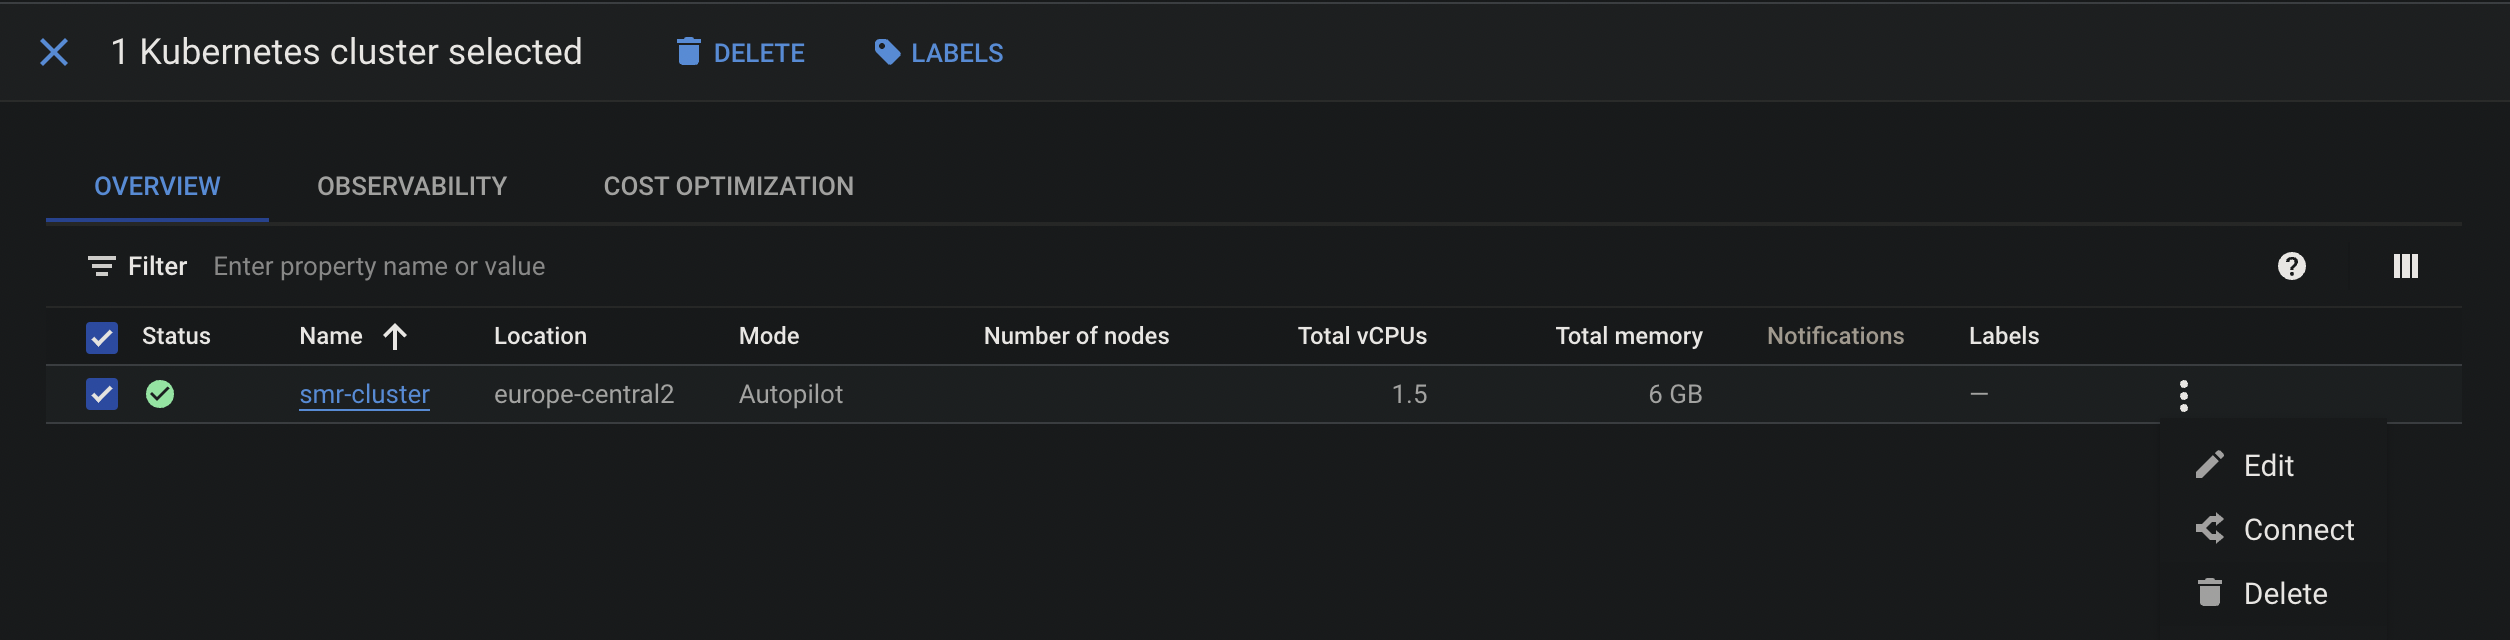 1 Kubernetes cluster selected DELETE LABELS
OVERVIEW OBSERVABILITY COST OPTIMIZATION
Filter Enter property name or value
Status Name Location Mode Number of nodes Total vCPUs Total memory Notifications Labels
smr-cluster europe-central2 Autopilot 1.5 6 GB —
Edit
Connect
Delete